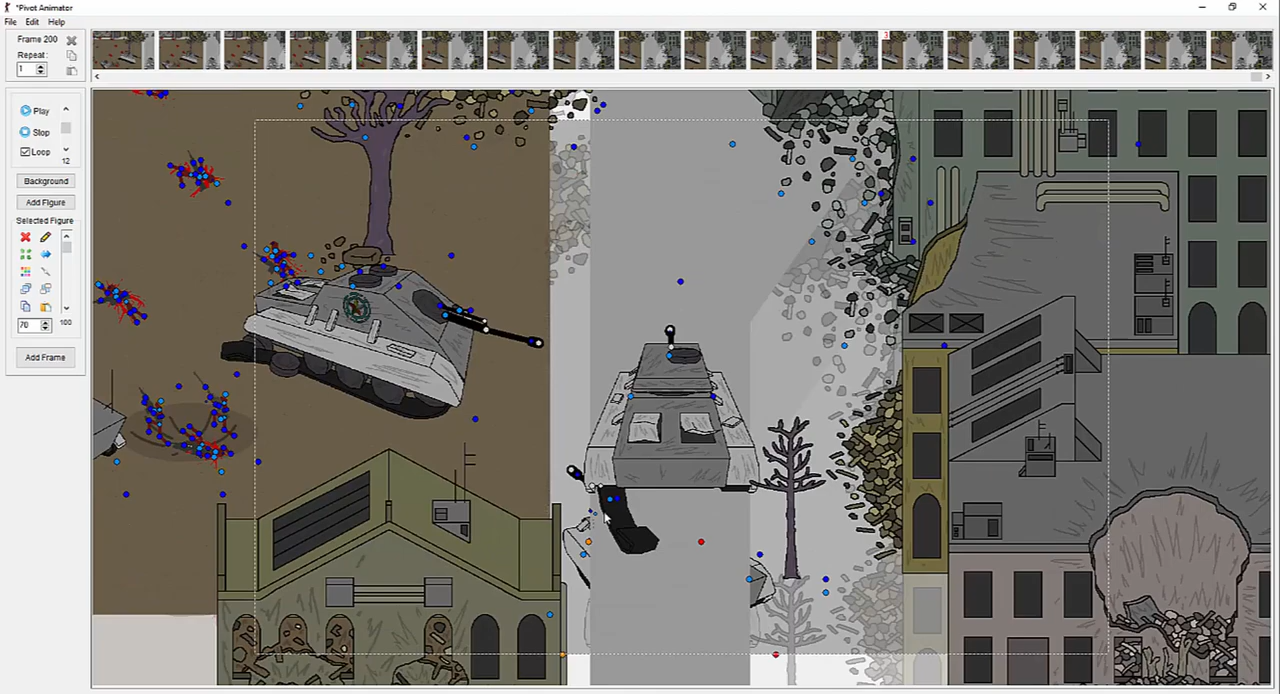 *Pivot Animator
File Edit Help
Frame 200
Repeat:
1
3
Play
Stop
Loop
12
Background
Add Figure
Selected Figure
70
100
Add Frame